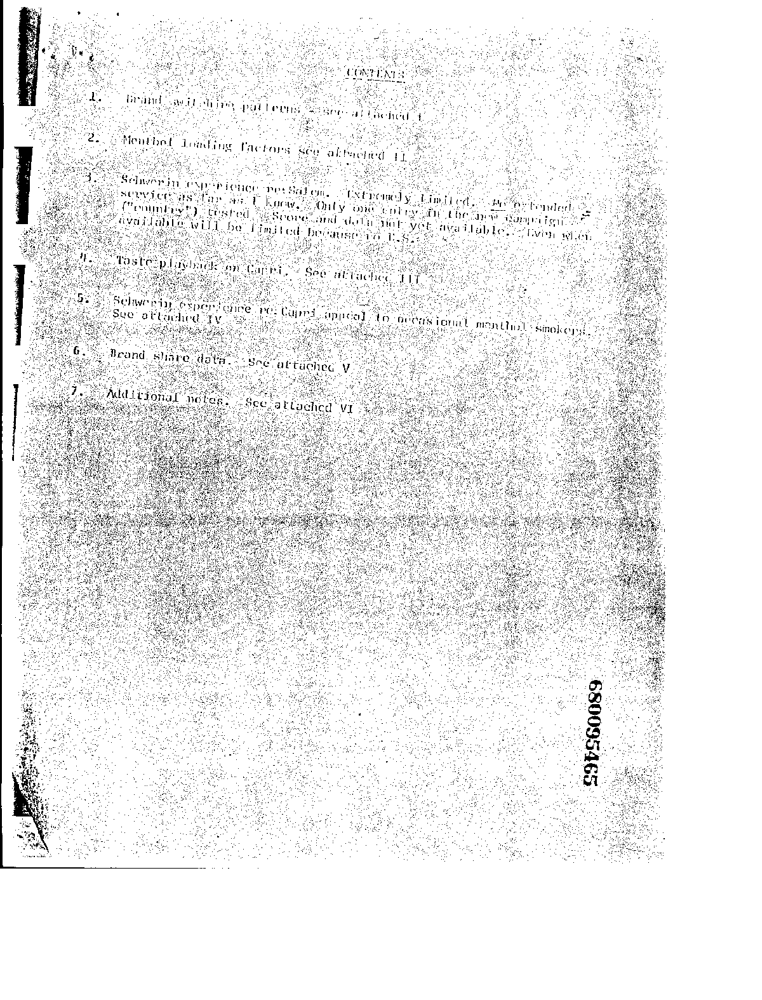 CONTENTS
1. Brand switching patterns - see attached I
2. Menthol loading factors see attached II
3. Schwerin experience re:Salem. Extremely limited. No extended
service as far as I know. Only one entry in the new campaign
("country") tested. Score and data not yet available. Even when
available will be limited because
4. Taste playback on Capri. See attached III
5. Schwerin experience re:Capri appeal to occasional menthol smokers.
See attached IV
6. Brand share data. See attached V
7. Additional notes. See attached VI
680095465